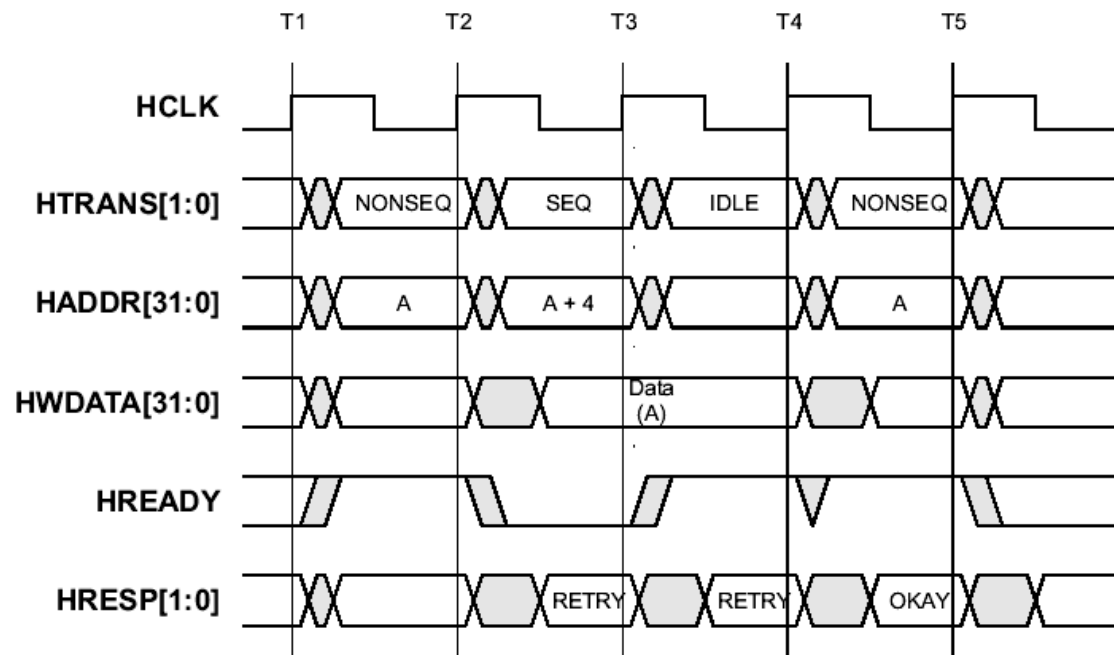 T1 T2 T3 T4 T5
HCLK
HTRANS[1:0] NONSEQ SEQ IDLE NONSEQ
HADDR[31:0] A A + 4 A
HWDATA[31:0] Data
(A)
HREADY
HRESP[1:0] RETRY RETRY OKAY